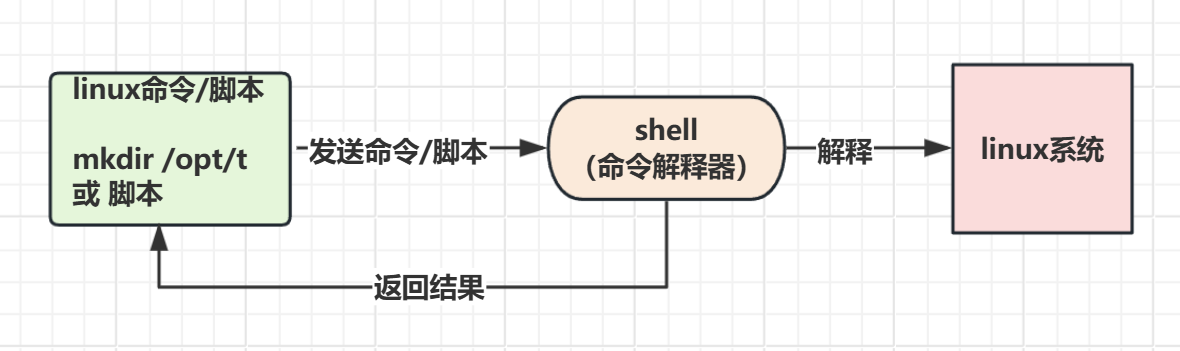 linux命令/脚本
mkdir /opt/t
或 脚本
发送命令/脚本
shell
（命令解释器）
解释
linux系统
返回结果